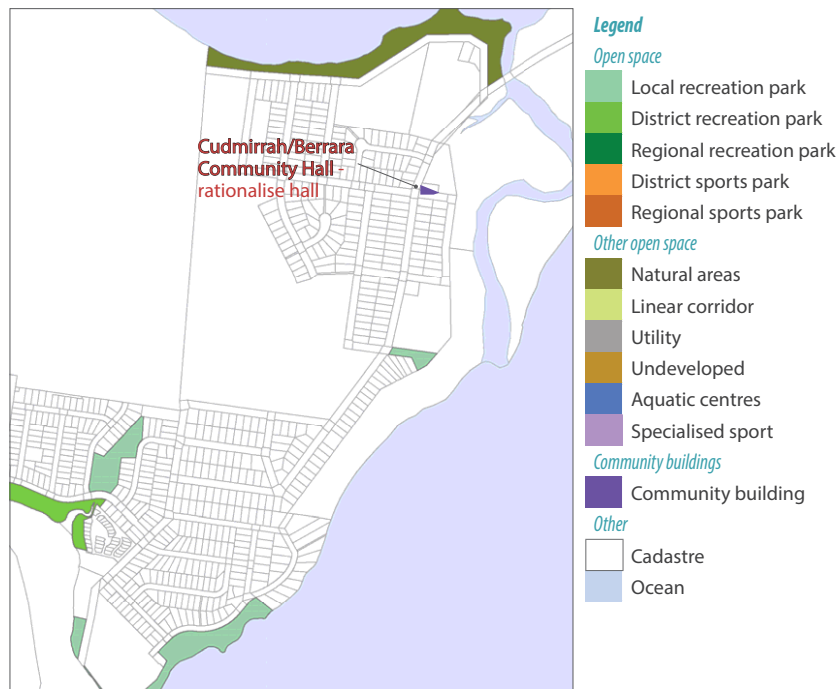 Cudmirrah/Berrara
Community Hall -
rationalise hall
Legend
Open space
Local recreation park
District recreation park
Regional recreation park
District sports park
Regional sports park
Other open space
Natural areas
Linear corridor
Utility
Undeveloped
Aquatic centres
Specialised sport
Community buildings
Community building
Other
Cadastre
Ocean